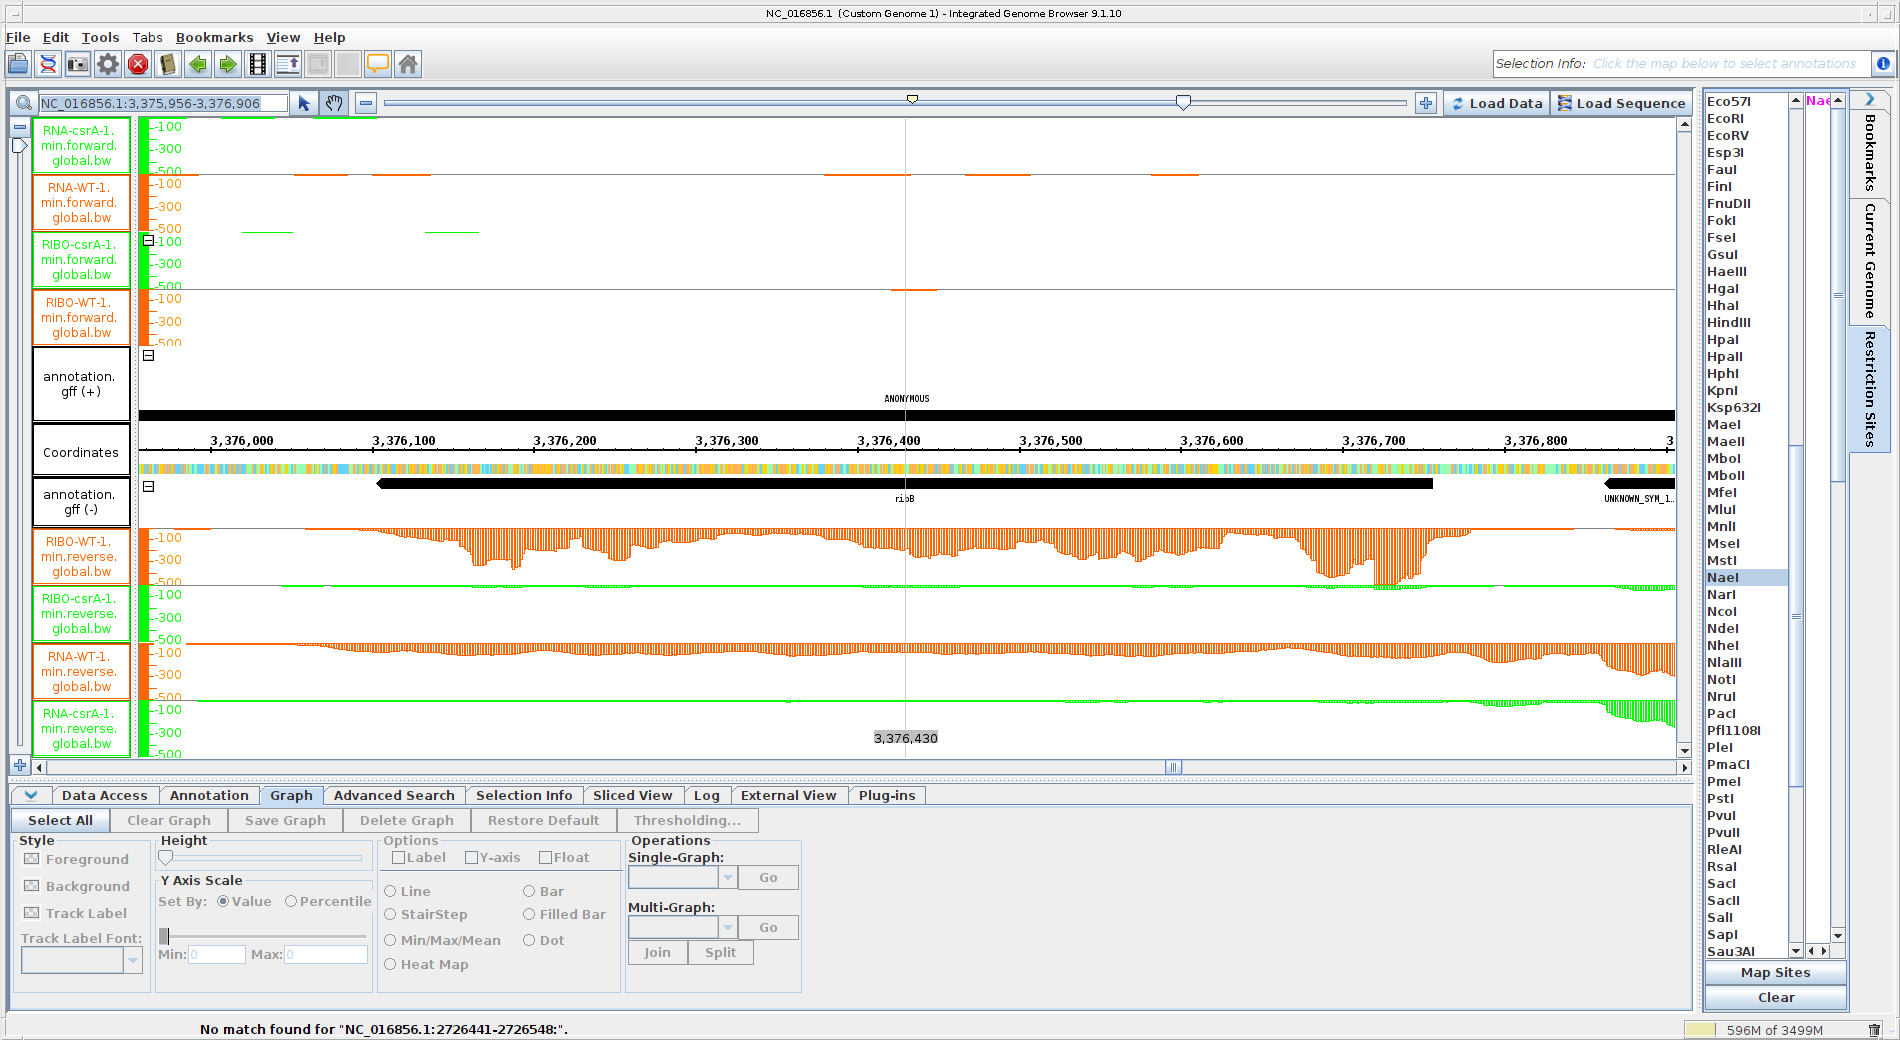 NC_016856.1 (Custom Genome 1) - Integrated Genome Browser 9.1.10
File Edit Tools Tabs Bookmarks View Help
Selection Info: Click the map below to select annotations
NC_016856.1:3,375,956-3,376,906
Load Data
Load Sequence
RNA-csrA-1.
min.forward.
global.bw
-100
-300
-500
RNA-WT-1.
min.forward.
global.bw
-100
-300
-500
RIBO-csrA-1.
min.forward.
global.bw
-100
-300
-500
RIBO-WT-1.
min.forward.
global.bw
-100
-300
-500
annotation.
gff (+)
ANONYMOUS
Coordinates
3,376,000 3,376,100 3,376,200 3,376,300 3,376,400 3,376,500 3,376,600 3,376,700 3,376,800 3
annotation.
gff (-)
ribB
UNKNOWN_SYM_1..
RIBO-WT-1.
min.reverse.
global.bw
-100
-300
-500
RIBO-csrA-1.
min.reverse.
global.bw
-100
-300
-500
RNA-WT-1.
min.reverse.
global.bw
-100
-300
-500
RNA-csrA-1.
min.reverse.
global.bw
-100
-300
-500
3,376,430
Eco57I
EcoRI
EcoRV
Esp3I
FauI
FinI
FnuDII
FokI
FseI
GsuI
HaeIII
HgaI
HhaI
HindIII
HpaI
HpaII
HphI
KpnI
Ksp632I
MaeI
MaeII
MboI
MboII
MfeI
MluI
MnlI
MseI
MstI
NaeI
NarI
NcoI
NdeI
NheI
NlaIII
NotI
NruI
PacI
Pfl1108I
PleI
PmaCI
PmeI
PstI
PvuI
PvuII
RleAI
RsaI
SacI
SacII
SalI
SapI
Sau3AI
Nae
Map Sites
Clear
Bookmarks
Current Genome
Restriction Sites
Data Access Annotation Graph Advanced Search Selection Info Sliced View Log External View Plug-ins
Select All Clear Graph Save Graph Delete Graph Restore Default Thresholding...
Style
Foreground
Background
Track Label
Track Label Font:
Height
Y Axis Scale
Set By: Value Percentile
Min: 0 Max: 0
Options
Label Y-axis Float
Line Bar
StairStep Filled Bar
Min/Max/Mean Dot
Heat Map
Operations
Single-Graph:
Go
Multi-Graph:
Go
Join Split
No match found for "NC_016856.1:2726441-2726548:".
596M of 3499M